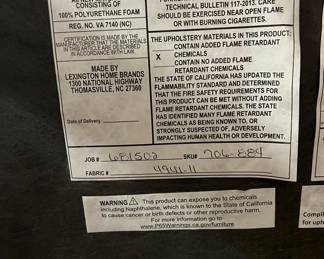 CONSISTING OF
100% POLYURETHANE FOAM
REG. NO. VA 7140 (NC)
CERTIFICATION IS MADE BY THE
MANUFACTURER THAT THE MATERIALS
IN THIS ARTICLE ARE DESCRIBED
IN ACCORDANCE WITH LAW.
MADE BY
LEXINGTON HOME BRANDS
1300 NATIONAL HIGHWAY
THOMASVILLE, NC 27360
Date of Delivery
TECHNICAL BULLETIN 117-2013. CARE
SHOULD BE EXERCISED NEAR OPEN FLAME
OR WITH BURNING CIGARETTES.
THE UPHOLSTERY MATERIALS IN THIS PRODUCT:
CONTAIN ADDED FLAME RETARDANT
CHEMICALS
X
CONTAIN NO ADDED FLAME
RETARDANT CHEMICALS
THE STATE OF CALIFORNIA HAS UPDATED THE
FLAMMABILITY STANDARD AND DETERMINED
THAT THE FIRE SAFETY REQUIREMENTS FOR
THIS PRODUCT CAN BE MET WITHOUT ADDING
FLAME RETARDANT CHEMICALS. THE STATE
HAS IDENTIFIED MANY FLAME RETARDANT
CHEMICALS AS BEING KNOWN TO, OR
STRONGLY SUSPECTED OF, ADVERSELY
IMPACTING HUMAN HEALTH OR DEVELOPMENT.
JOB # 681502 SKU# 706-884
FABRIC # 4941-11
WARNING This product can expose you to chemicals
including Naphthalene, which is known to the State of California
to cause cancer or birth defects or other reproductive harm.
For more information go to
www.P65Warnings.ca.gov/furniture
for uph